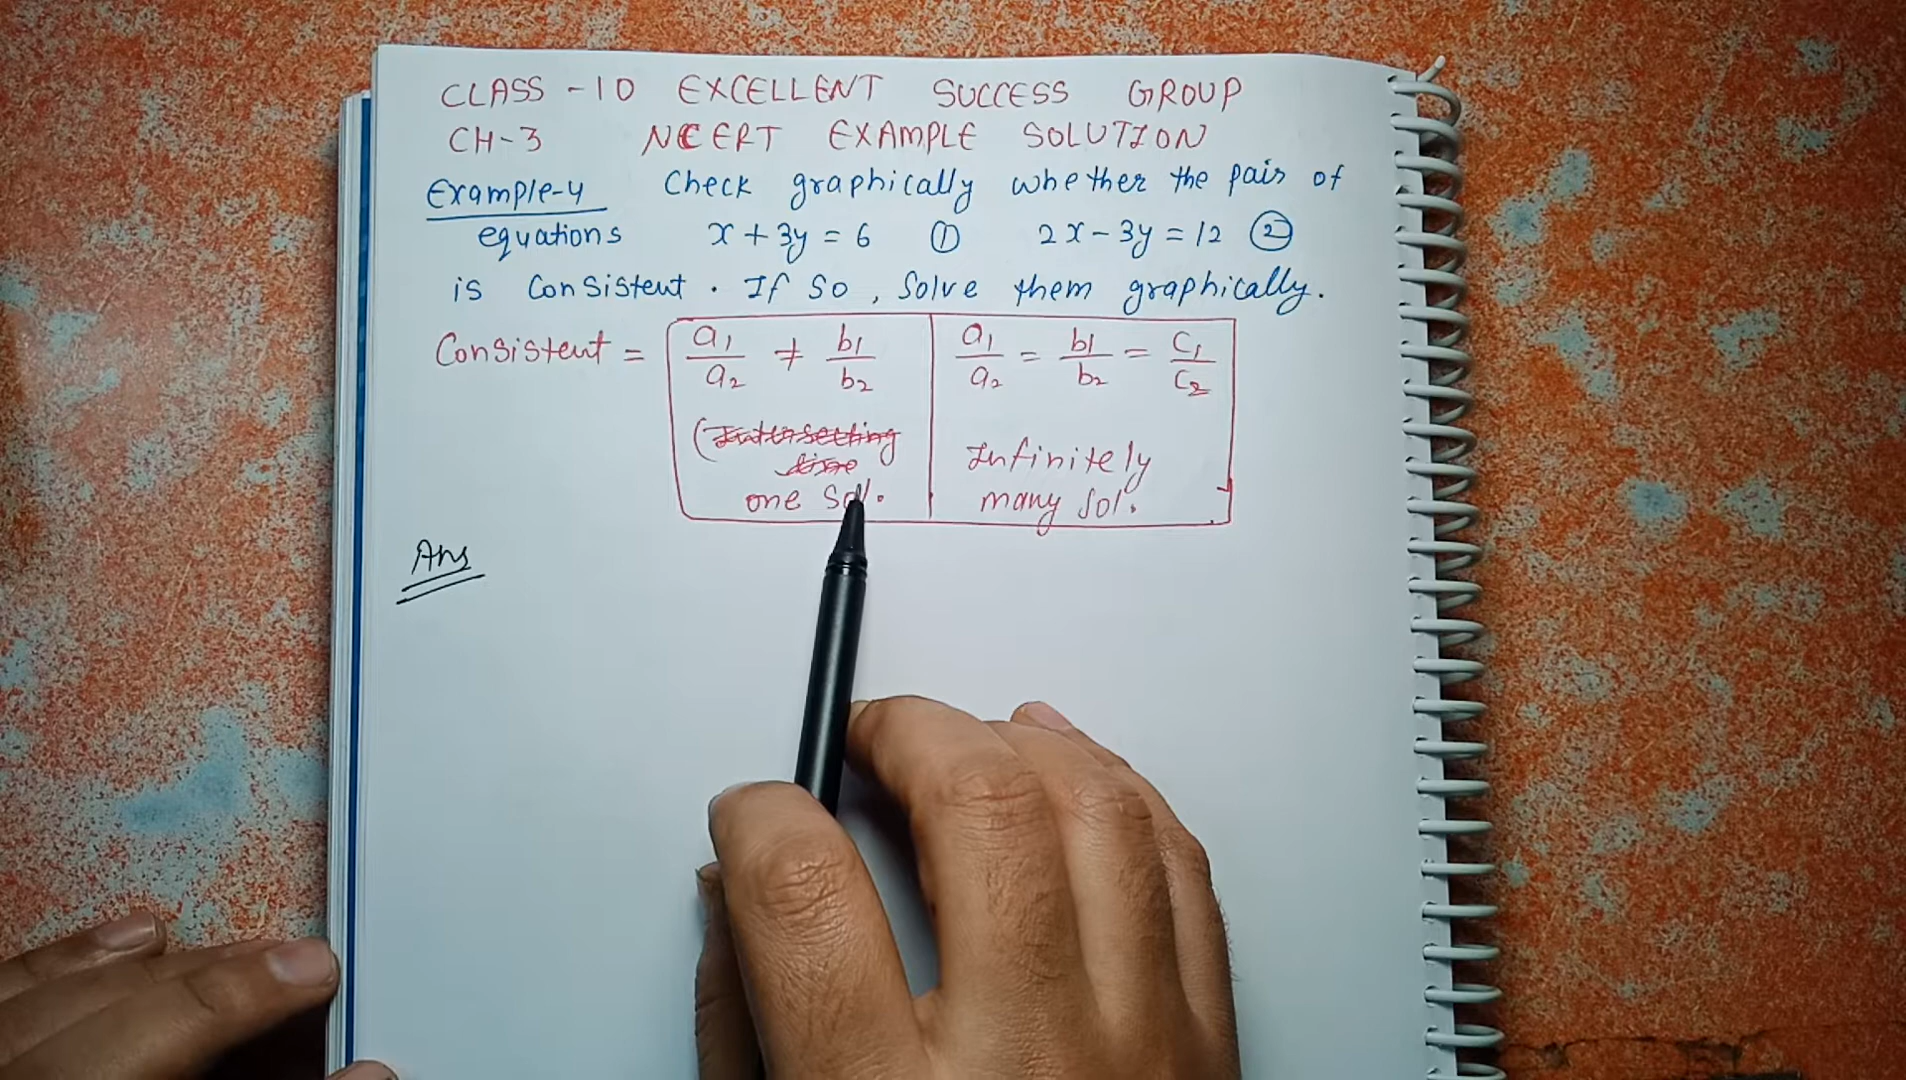 CLASS - 10 EXCELLENT SUCCESS GROUP
CH-3 NCERT EXAMPLE SOLUTION
Example-4 Check graphically whether the pair of
equations x + 3y = 6 ① 2x - 3y = 12 ②
is Consistent. If so, Solve them graphically.
Consistent = a1/a2 ≠ b1/b2 a1/a2 = b1/b2 = c1/c2
(Intersecting
line
one Sol.
Infinitely
many Sol.
Ans